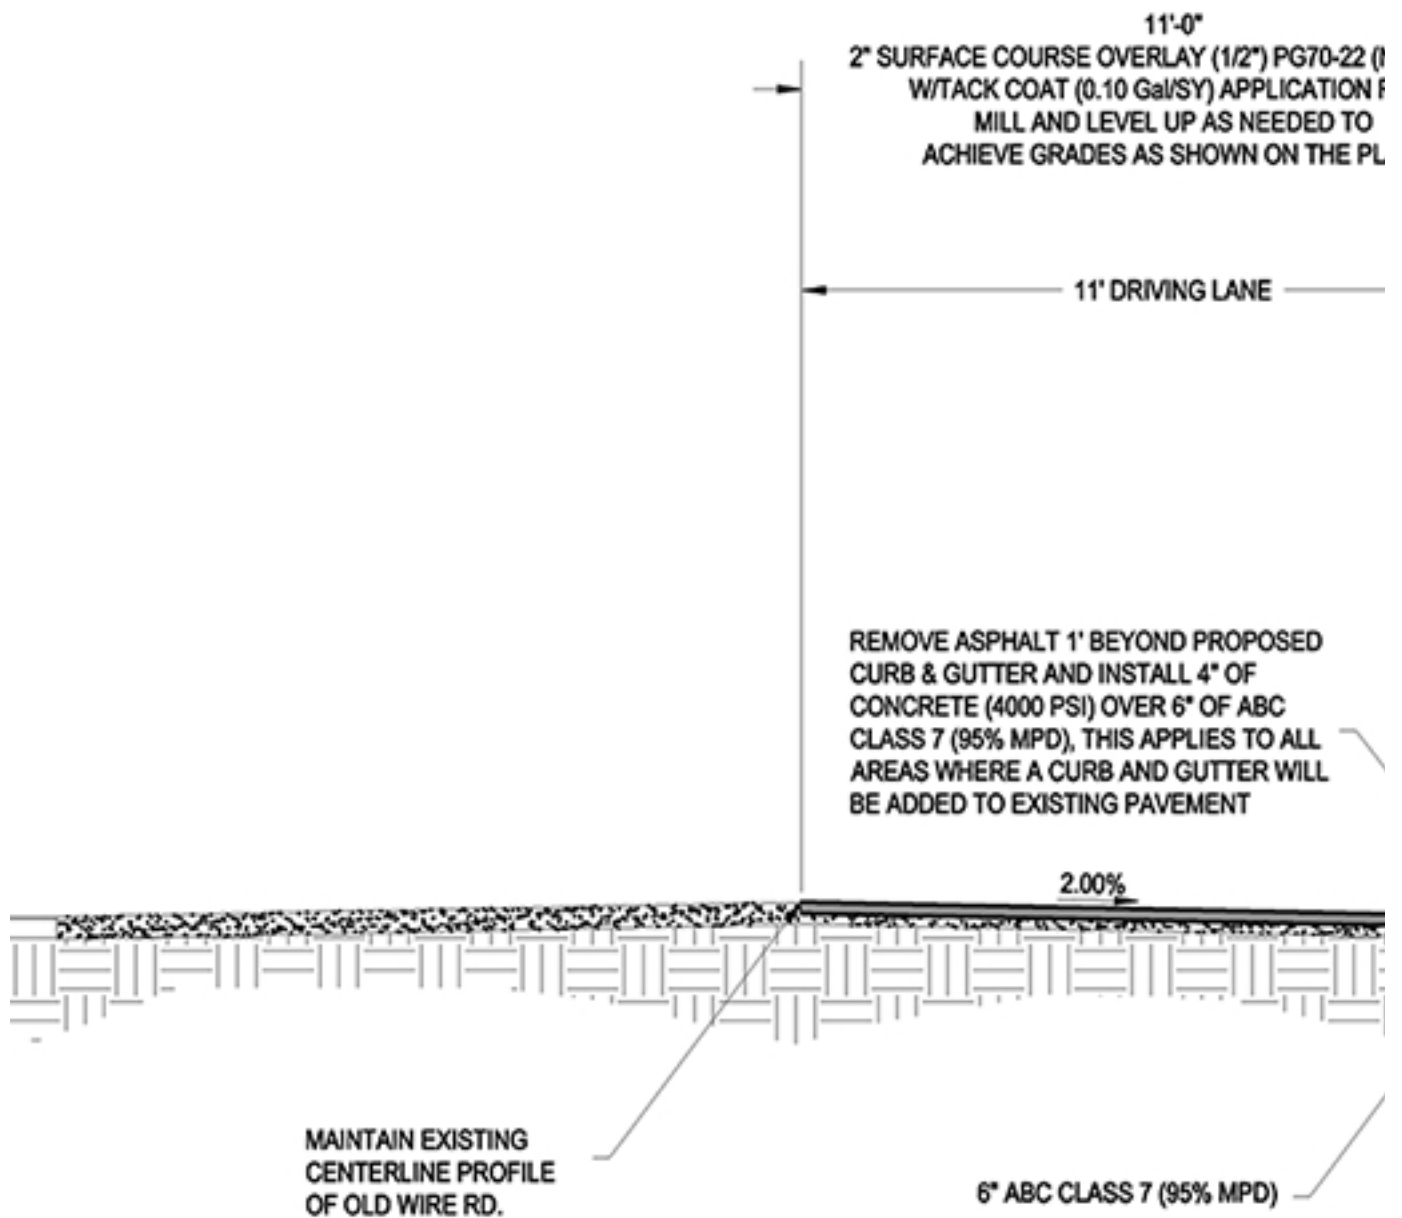 11'-0"
2" SURFACE COURSE OVERLAY (1/2") PG70-22
W/TACK COAT (0.10 Gal/SY) APPLICATION
MILL AND LEVEL UP AS NEEDED TO
ACHIEVE GRADES AS SHOWN ON THE
11' DRIVING LANE
REMOVE ASPHALT 1' BEYOND PROPOSED
CURB & GUTTER AND INSTALL 4" OF
CONCRETE (4000 PSI) OVER 6" OF ABC
CLASS 7 (95% MPD), THIS APPLIES TO ALL
AREAS WHERE A CURB AND GUTTER WILL
BE ADDED TO EXISTING PAVEMENT
2.00%
MAINTAIN EXISTING
CENTERLINE PROFILE
OF OLD WIRE RD.
6" ABC CLASS 7 (95% MPD)